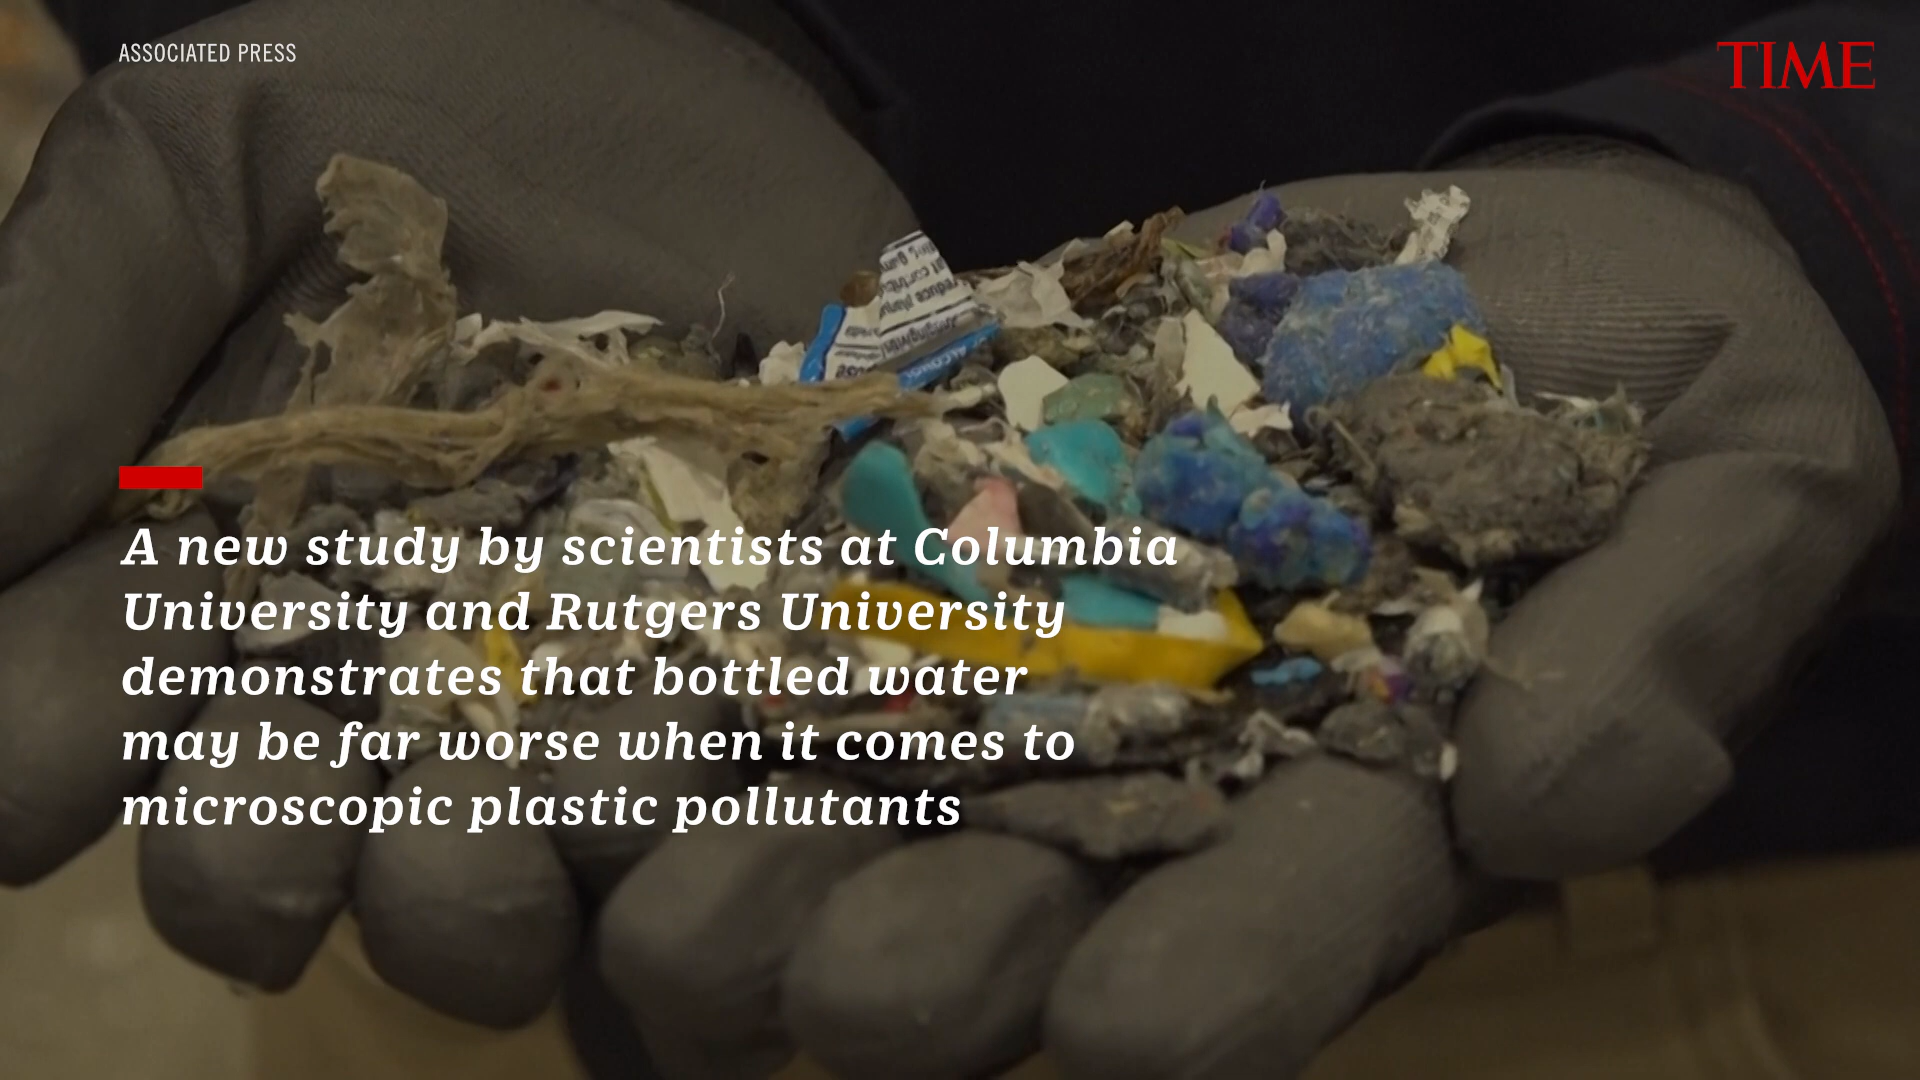 ASSOCIATED PRESS
TIME
A new study by scientists at Columbia
University and Rutgers University
demonstrates that bottled water
may be far worse when it comes to
microscopic plastic pollutants